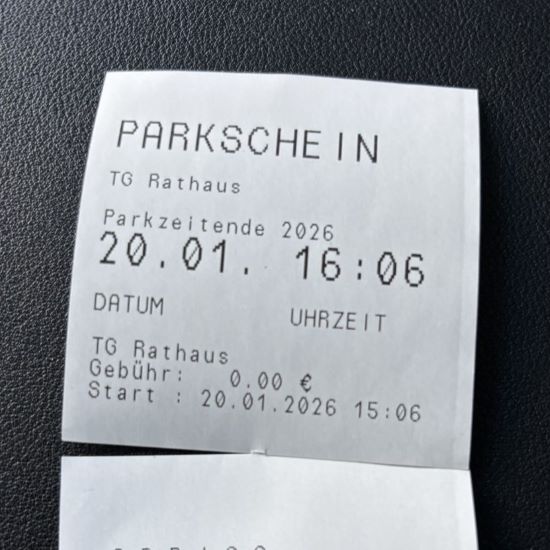 PARKSCHEIN
TG Rathaus
Parkzeitende 2026
20.01. 16:06
DATUM UHRZEIT
TG Rathaus
Gebühr: 0.00 €
Start : 20.01.2026 15:06